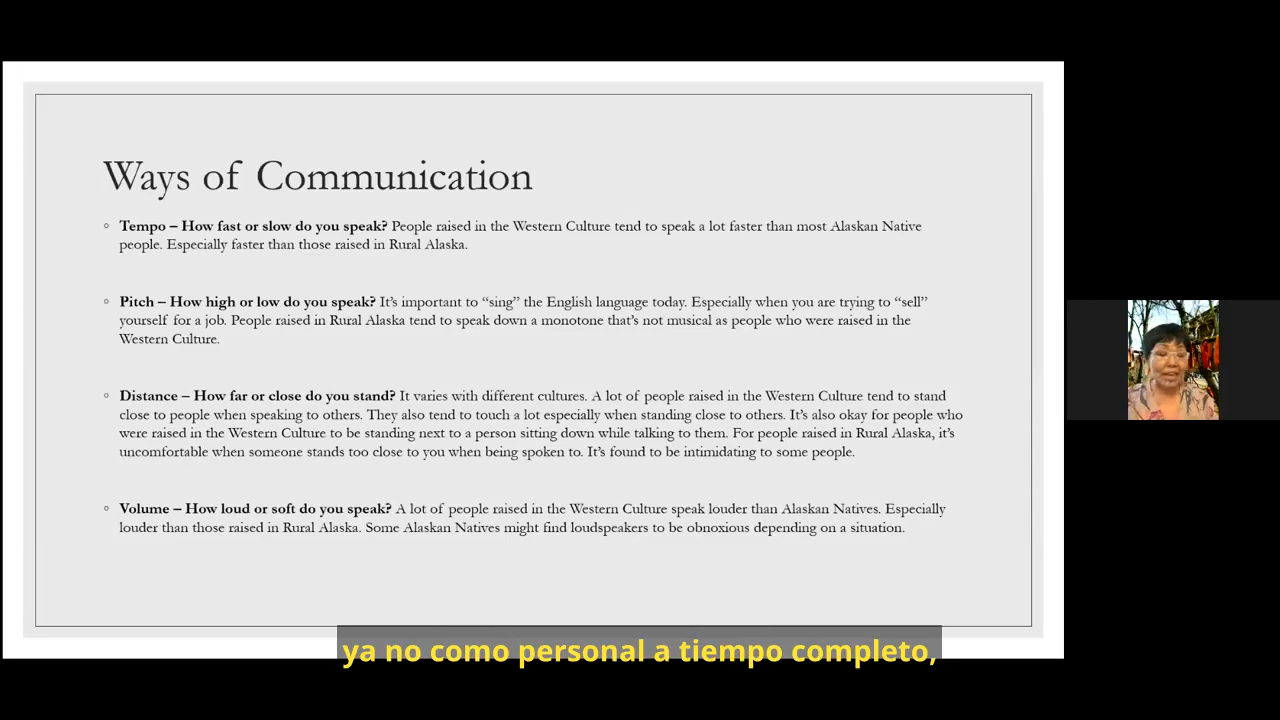 Ways of Communication
◦ Tempo – How fast or slow do you speak? People raised in the Western Culture tend to speak a lot faster than most Alaskan Native
people. Especially faster than those raised in Rural Alaska.
◦ Pitch – How high or low do you speak? It’s important to “sing” the English language today. Especially when you are trying to “sell”
yourself for a job. People raised in Rural Alaska tend to speak down a monotone that’s not musical as people who were raised in the
Western Culture.
◦ Distance – How far or close do you stand? It varies with different cultures. A lot of people raised in the Western Culture tend to stand
close to people when speaking to others. They also tend to touch a lot especially when standing close to others. It’s also okay for people who
were raised in the Western Culture to be standing next to a person sitting down while talking to them. For people raised in Rural Alaska, it’s
uncomfortable when someone stands too close to you when being spoken to. It’s found to be intimidating to some people.
◦ Volume – How loud or soft do you speak? A lot of people raised in the Western Culture speak louder than Alaskan Natives. Especially
louder than those raised in Rural Alaska. Some Alaskan Natives might find loudspeakers to be obnoxious depending on a situation.
ya no como personal a tiempo completo,